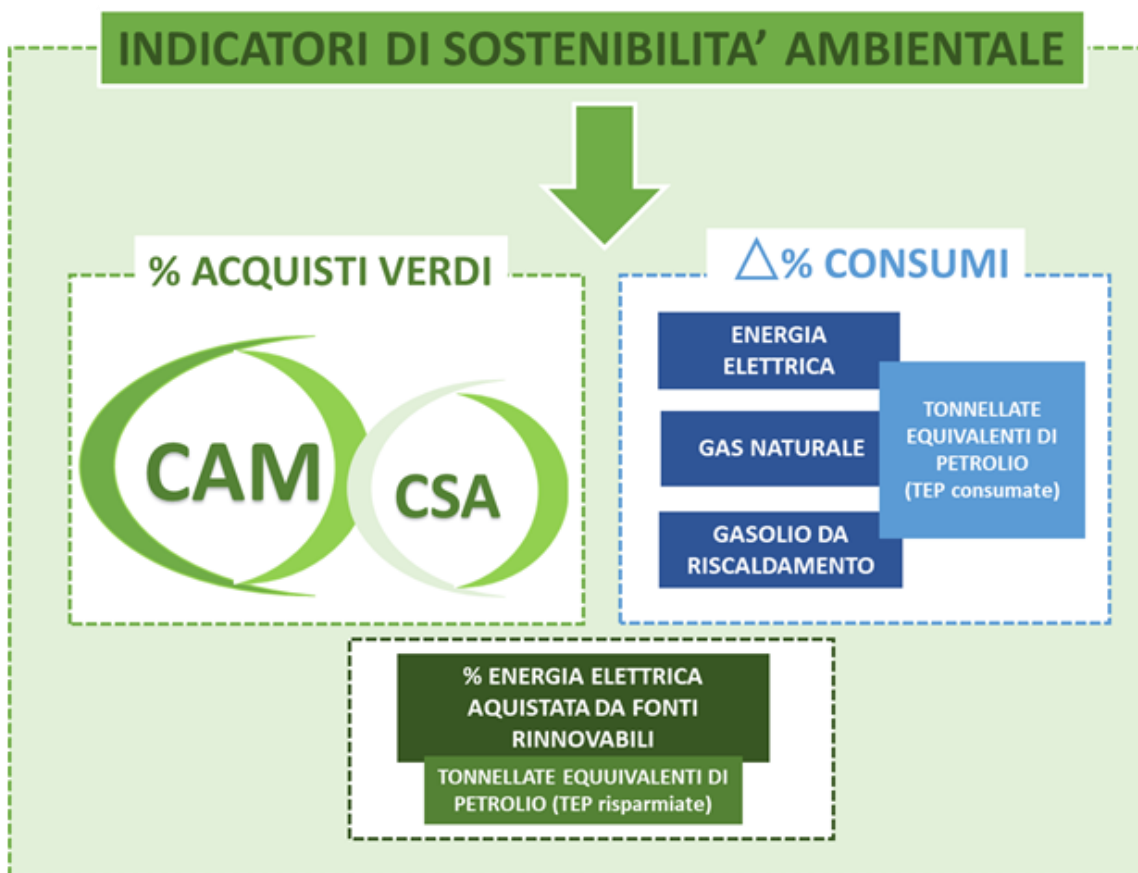 INDICATORI DI SOSTENIBILITA’ AMBIENTALE
% ACQUISTI VERDI
CAM
CSA
△% CONSUMI
ENERGIA
ELETTRICA
GAS NATURALE
GASOLIO DA
RISCALDAMENTO
TONNELLATE
EQUIVALENTI DI
PETROLIO
(TEP consumate)
% ENERGIA ELETTRICA
AQUISTATA DA FONTI
RINNOVABILI
TONNELLATE EQUUIVALENTI DI
PETROLIO (TEP risparmiate)